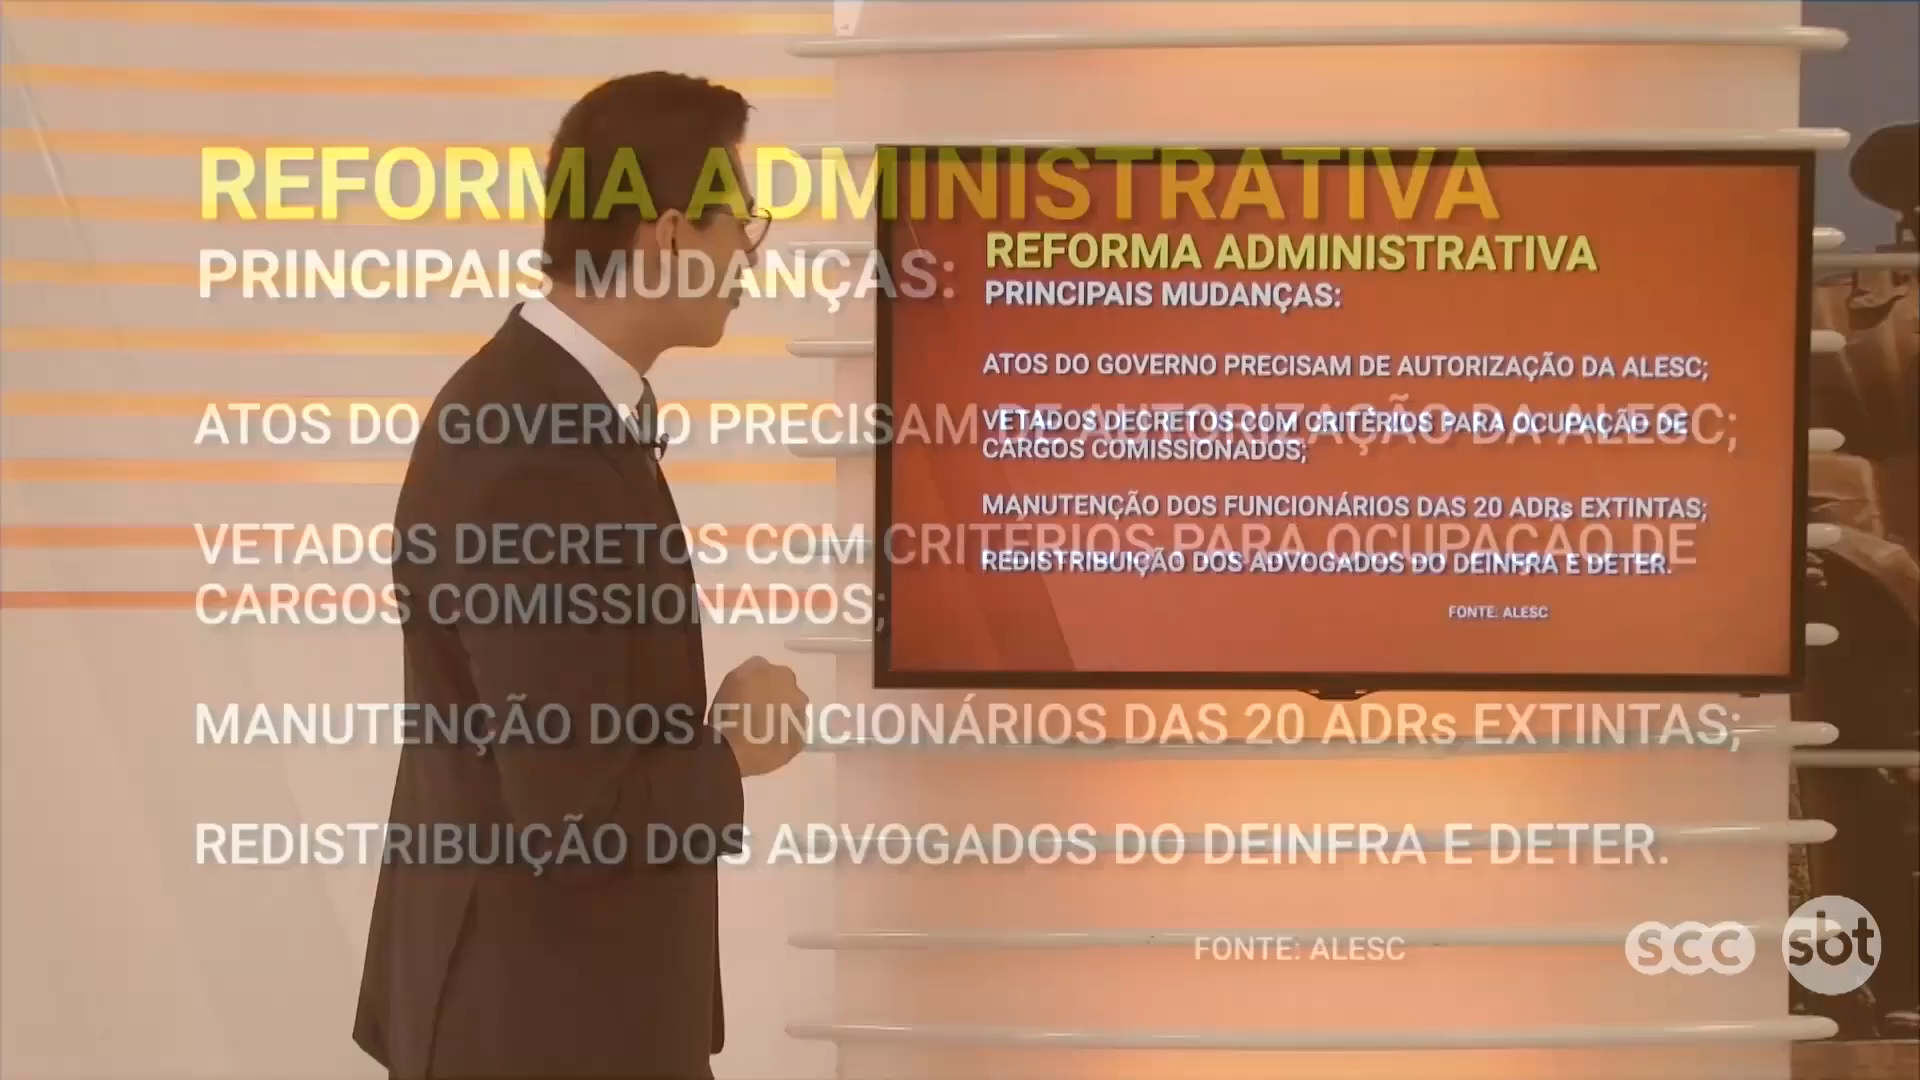 REFORMA ADMINISTRATIVA
PRINCIPAIS MUDANÇAS:
ATOS DO GOVERNO PRECISAM DE AUTORIZAÇÃO DA ALESC;
VETADOS DECRETOS COM CRITÉRIOS PARA OCUPAÇÃO DE
CARGOS COMISSIONADOS;
MANUTENÇÃO DOS FUNCIONÁRIOS DAS 20 ADRs EXTINTAS;
REDISTRIBUIÇÃO DOS ADVOGADOS DO DEINFRA E DETER.
FONTE: ALESC
REFORMA ADMINISTRATIVA
PRINCIPAIS MUDANÇAS:
ATOS DO GOVERNO PRECISAM DE AUTORIZAÇÃO DA ALESC;
VETADOS DECRETOS COM CRITÉRIOS PARA OCUPAÇÃO DE
CARGOS COMISSIONADOS;
MANUTENÇÃO DOS FUNCIONÁRIOS DAS 20 ADRs EXTINTAS;
REDISTRIBUIÇÃO DOS ADVOGADOS DO DEINFRA E DETER.
FONTE: ALESC
scc sbt